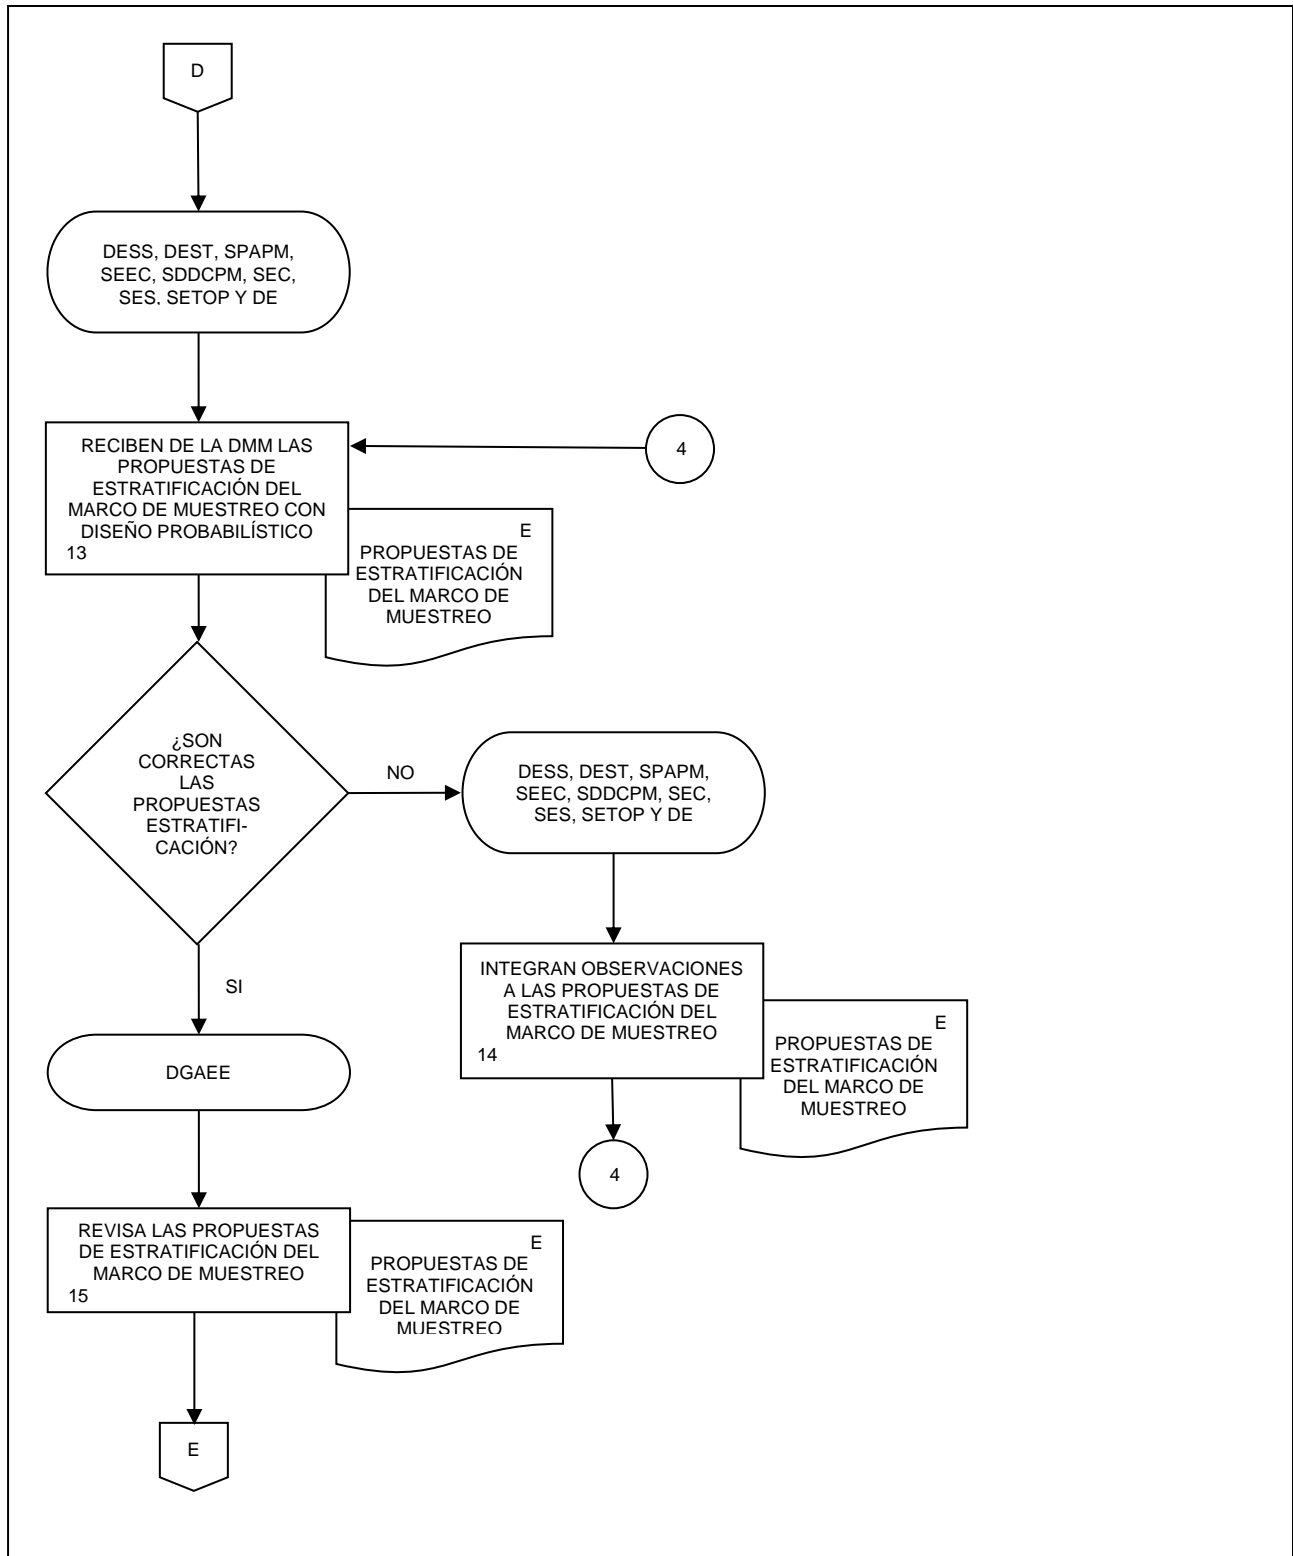 D
DESS, DEST, SPAPM,
SEEC, SDDCPM, SEC,
SES, SETOP Y DE
RECIBEN DE LA DMM LAS
PROPUESTAS DE
ESTRATIFICACIÓN DEL
MARCO DE MUESTREO CON
DISEÑO PROBABILÍSTICO
13
4
E
PROPUESTAS DE
ESTRATIFICACIÓN
DEL MARCO DE
MUESTREO
¿SON
CORRECTAS
LAS
PROPUESTAS
ESTRATIFI-
CACIÓN?
NO
DESS, DEST, SPAPM,
SEEC, SDDCPM, SEC,
SES, SETOP Y DE
INTEGRAN OBSERVACIONES
A LAS PROPUESTAS DE
ESTRATIFICACIÓN DEL
MARCO DE MUESTREO
14
E
PROPUESTAS DE
ESTRATIFICACIÓN
DEL MARCO DE
MUESTREO
4
SI
DGAEE
REVISA LAS PROPUESTAS
DE ESTRATIFICACIÓN DEL
MARCO DE MUESTREO
15
E
PROPUESTAS DE
ESTRATIFICACIÓN
DEL MARCO DE
MUESTREO
E